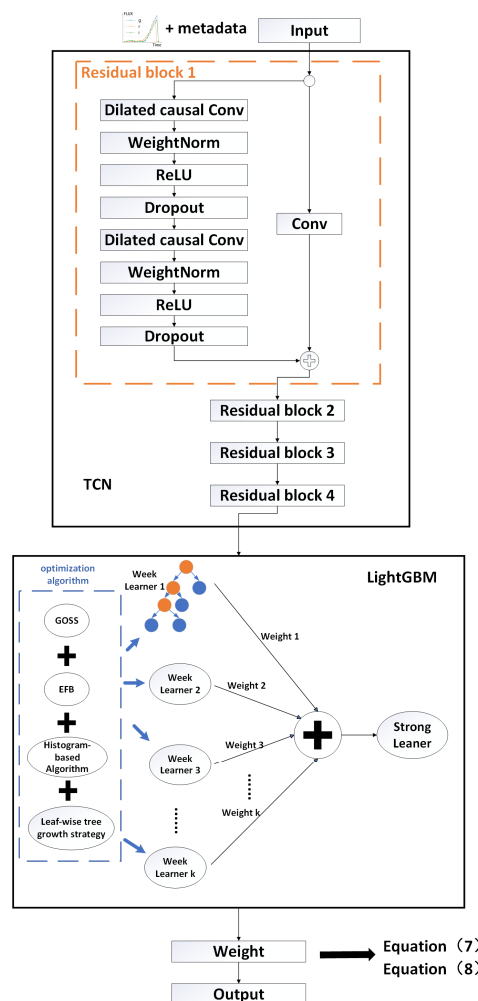 FLUX
g
r
i
Time
+ metadata
Input
Residual block 1
Dilated causal Conv
WeightNorm
ReLU
Dropout
Dilated causal Conv
WeightNorm
ReLU
Dropout
Conv
Residual block 2
Residual block 3
Residual block 4
TCN
LightGBM
optimization
algorithm
GOSS
EFB
Histogram-
based
Algorithm
Leaf-wise tree
growth strategy
Week
Learner 1
Week
Learner 2
Week
Learner 3
Week
Learner k
Weight 1
Weight 2
Weight 3
Weight k
Strong
Leaner
Weight
Equation（7）
Equation（8）
Output